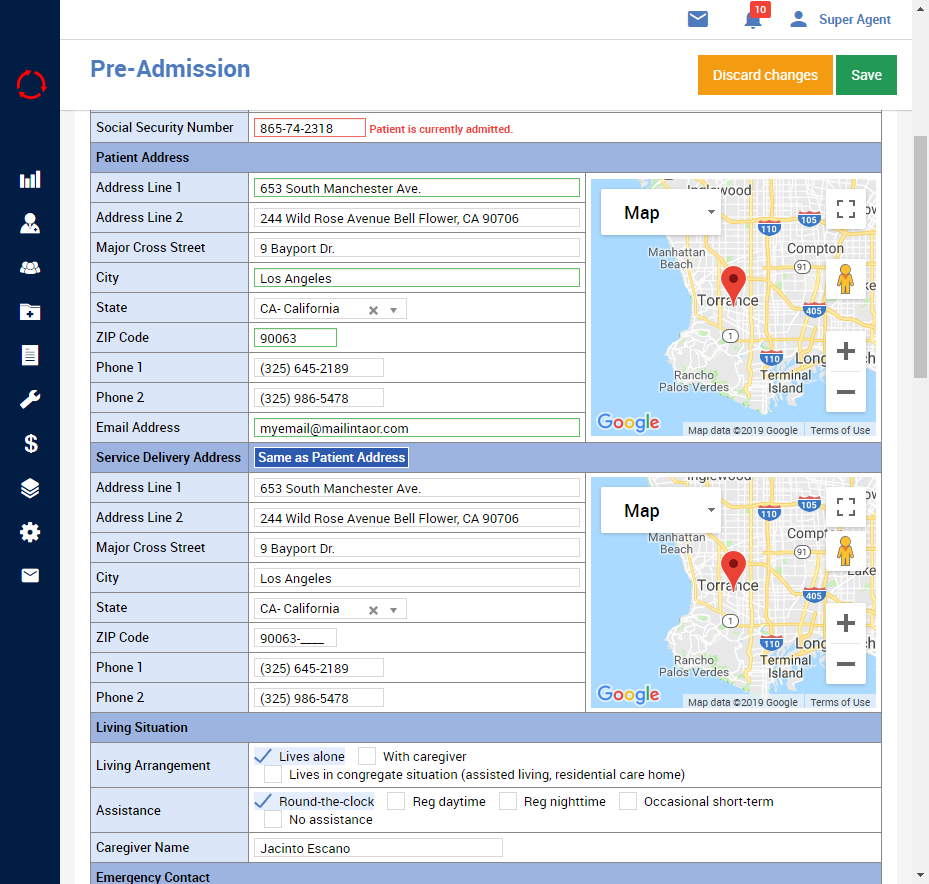 10
Super Agent
Pre-Admission
Discard changes
Save
Social Security Number
865-74-2318
Patient is currently admitted.
Patient Address
Address Line 1
653 South Manchester Ave.
Address Line 2
244 Wild Rose Avenue Bell Flower, CA 90706
Major Cross Street
9 Bayport Dr.
City
Los Angeles
State
CA- California
ZIP Code
90063
Phone 1
(325) 645-2189
Phone 2
(325) 986-5478
Email Address
myemail@mailintaor.com
Inglewood
Map
105
110
Compton
Manhattan
Beach
91
Torrance
405
1
110
Long
Rancho
Palos Verdes
Terminal
Island
Google
Map data ©2019 Google
Terms of Use
Service Delivery Address
Same as Patient Address
Address Line 1
653 South Manchester Ave.
Address Line 2
244 Wild Rose Avenue Bell Flower, CA 90706
Major Cross Street
9 Bayport Dr.
City
Los Angeles
State
CA- California
ZIP Code
90063-____
Phone 1
(325) 645-2189
Phone 2
(325) 986-5478
Inglewood
Map
105
110
Compt
Manhattan
Beach
91
Lake
Torrance
405
1
110
Long
Rancho
Palos Verdes
Terminal
Island
Google
Map data ©2019 Google
Terms of Use
Living Situation
Living Arrangement
Lives alone
With caregiver
Lives in congregate situation (assisted living, residential care home)
Assistance
Round-the-clock
Reg daytime
Reg nighttime
Occasional short-term
No assistance
Caregiver Name
Jacinto Escano
Emergency Contact